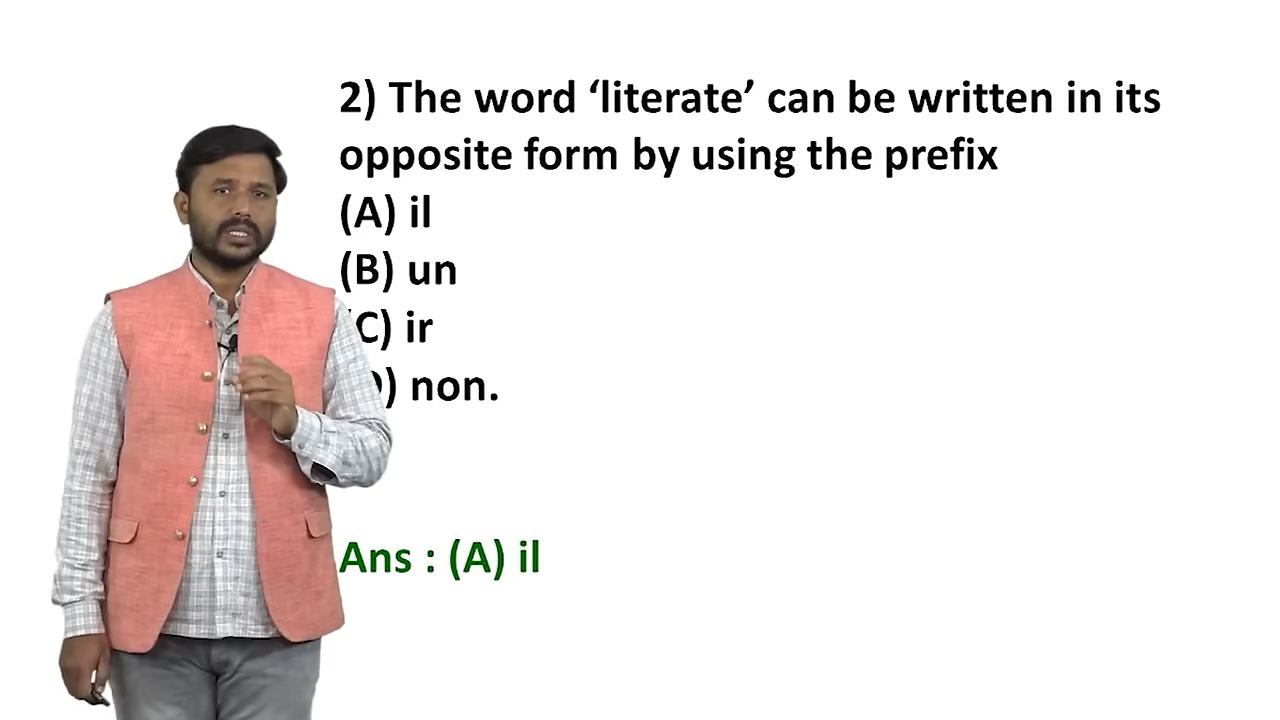 2) The word ‘literate’ can be written in its
opposite form by using the prefix
(A) il
(B) un
C) ir
) non.
Ans : (A) il